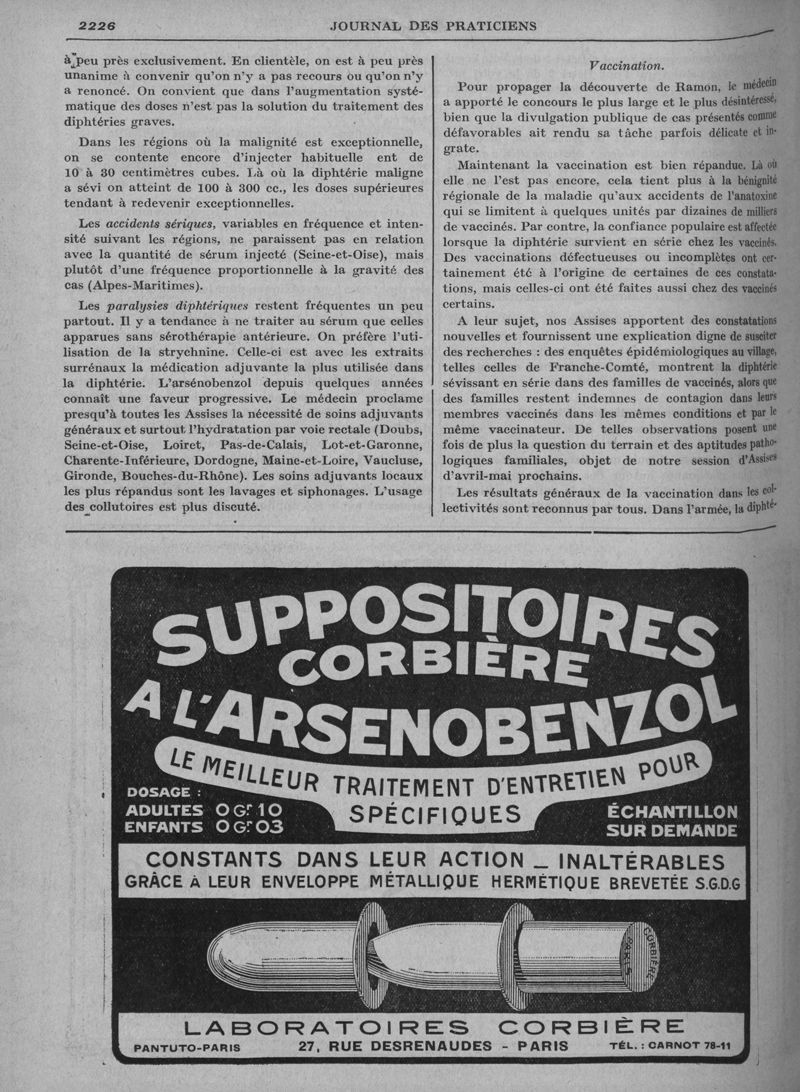 2226
JOURNAL DES PRATICIENS
à peu près exclusivement. En clientèle, on est à peu près
unanime à convenir qu'on n'y a pas recours ou qu'on n'y
a renoncé. On convient que dans l'augmentation systé-
matique des doses n'est pas la solution du traitement des
diphtéries graves.
Dans les régions où la malignité est exceptionnelle,
on se contente encore d'injecter habituelle ent de
10 à 30 centimètres cubes. Là où la diphtérie maligne
a sévi on atteint de 100 à 300 cc., les doses supérieures
tendant à redevenir exceptionnelles.
Les accidents sériques, variables en fréquence et inten-
sité suivant les régions, ne paraissent pas en relation
avec la quantité de sérum injecté (Seine-et-Oise), mais
plutôt d'une fréquence proportionnelle à la gravité des
cas (Alpes-Maritimes).
Les paralysies diphtériques restent fréquentes un peu
partout. Il y a tendance à ne traiter au sérum que celles
apparues sans sérothérapie antérieure. On préfère l'uti-
lisation de la strychnine. Celle-ci est avec les extraits
surrénaux la médication adjuvante la plus utilisée dans
la diphtérie. L'arsénobenzol depuis quelques années
connaît une faveur progressive. Le médecin proclame
presqu'à toutes les Assises la nécessité de soins adjuvants
généraux et surtout l'hydratation par voie rectale (Doubs,
Seine-et-Oise, Loiret, Pas-de-Calais, Lot-et-Garonne,
Charente-Inférieure, Dordogne, Maine-et-Loire, Vaucluse,
Gironde, Bouches-du-Rhône). Les soins adjuvants locaux
les plus répandus sont les lavages et siphonages. L'usage
des collutoires est plus discuté.
Vaccination.
Pour propager la découverte de Ramon, le médecin
a apporté le concours le plus large et le plus désintéressé,
bien que la divulgation publique de cas présentés comme
défavorables ait rendu sa tâche parfois délicate et in-
grate.
Maintenant la vaccination est bien répandue. Là où
elle ne l'est pas encore, cela tient plus à la bénignité
régionale de la maladie qu'aux accidents de l'anatoxine
qui se limitent à quelques unités par dizaines de milliers
de vaccinés. Par contre, la confiance populaire est affectée
lorsque la diphtérie survient en série chez les vaccinés.
Des vaccinations défectueuses ou incomplètes ont cer-
tainement été à l'origine de certaines de ces constata-
tions, mais celles-ci ont été faites aussi chez des vaccinés
certains.
A leur sujet, nos Assises apportent des constatations
nouvelles et fournissent une explication digne de susciter
des recherches : des enquêtes épidémiologiques au village,
telles celles de Franche-Comté, montrent la diphtérie
sévissant en série dans des familles de vaccinés, alors que
des familles restent indemnes de contagion dans leurs
membres vaccinés dans les mêmes conditions et par le
même vaccinateur. De telles observations posent une
fois de plus la question du terrain et des aptitudes patho-
logiques familiales, objet de notre session d'Assises
d'avril-mai prochains.
Les résultats généraux de la vaccination dans les col-
lectivités sont reconnus par tous. Dans l'armée, la diphté-
SUPPOSITOIRES
CORBIÈRE
A L'ARSENOBENZOL
LE MEILLEUR TRAITEMENT D'ENTRETIEN POUR
SPÉCIFIQUES
DOSAGE :
ADULTES 0 Gr 10
ENFANTS 0 Gr 03
ÉCHANTILLON
SUR DEMANDE
CONSTANTS DANS LEUR ACTION _ INALTÉRABLES
GRÂCE À LEUR ENVELOPPE MÉTALLIQUE HERMÉTIQUE BREVETÉE S.G.D.G
CORBIÈRE
PARIS
LABORATOIRES CORBIÈRE
PANTUTO-PARIS
27, RUE DESRENAUDES - PARIS
TÉL. : CARNOT 78-11